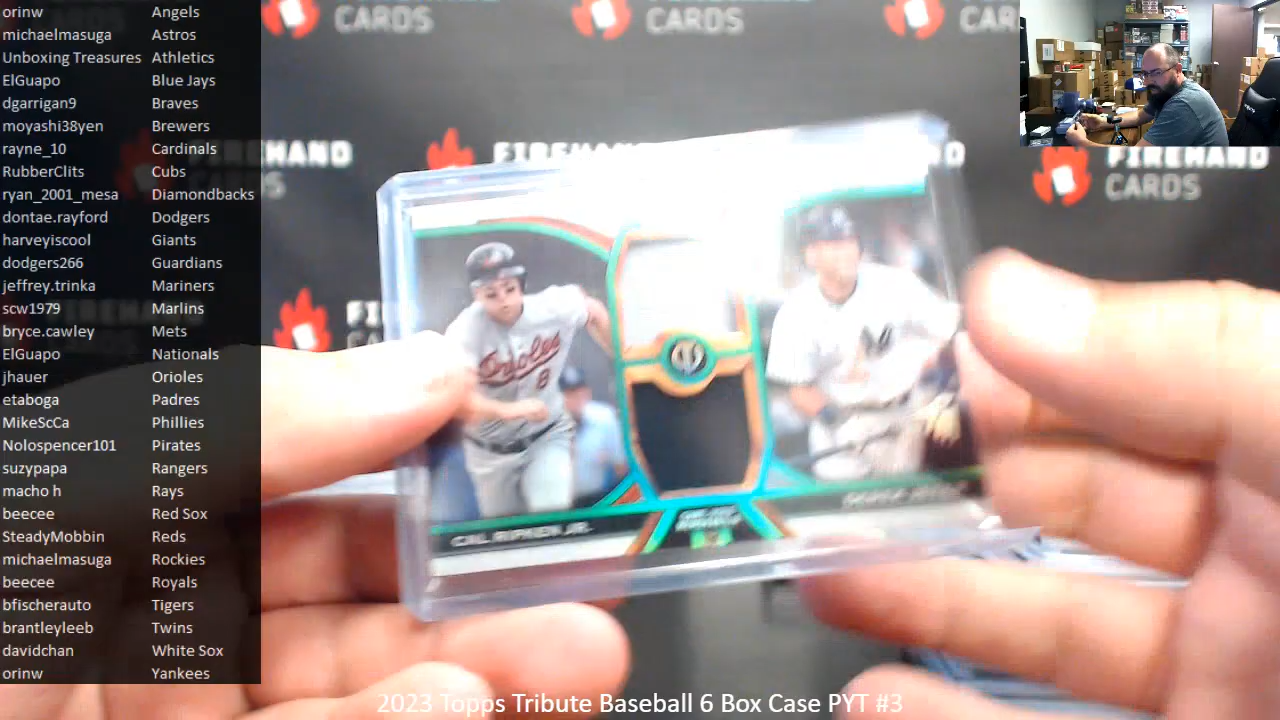 orinw Angels
michaelmasuga Astros
Unboxing Treasures Athletics
ElGuapo Blue Jays
dgarrigan9 Braves
moyashi38yen Brewers
rayne_10 Cardinals
RubberClits Cubs
ryan_2001_mesa Diamondbacks
dontae.rayford Dodgers
harveyiscool Giants
dodgers266 Guardians
jeffrey.trinka Mariners
scw1979 Marlins
bryce.cawley Mets
ElGuapo Nationals
jhauer Orioles
etaboga Padres
MikeScCa Phillies
Nolospencer101 Pirates
suzypapa Rangers
macho h Rays
beecee Red Sox
SteadyMobbin Reds
michaelmasuga Rockies
beecee Royals
bfischerauto Tigers
brantleyleeb Twins
davidchan White Sox
orinw Yankees
CARDS
CARDS
CAR
FIREHAND
CARDS
Orioles
8
CAL RIPKEN JR.
2023 Topps Tribute Baseball 6 Box Case PYT #3